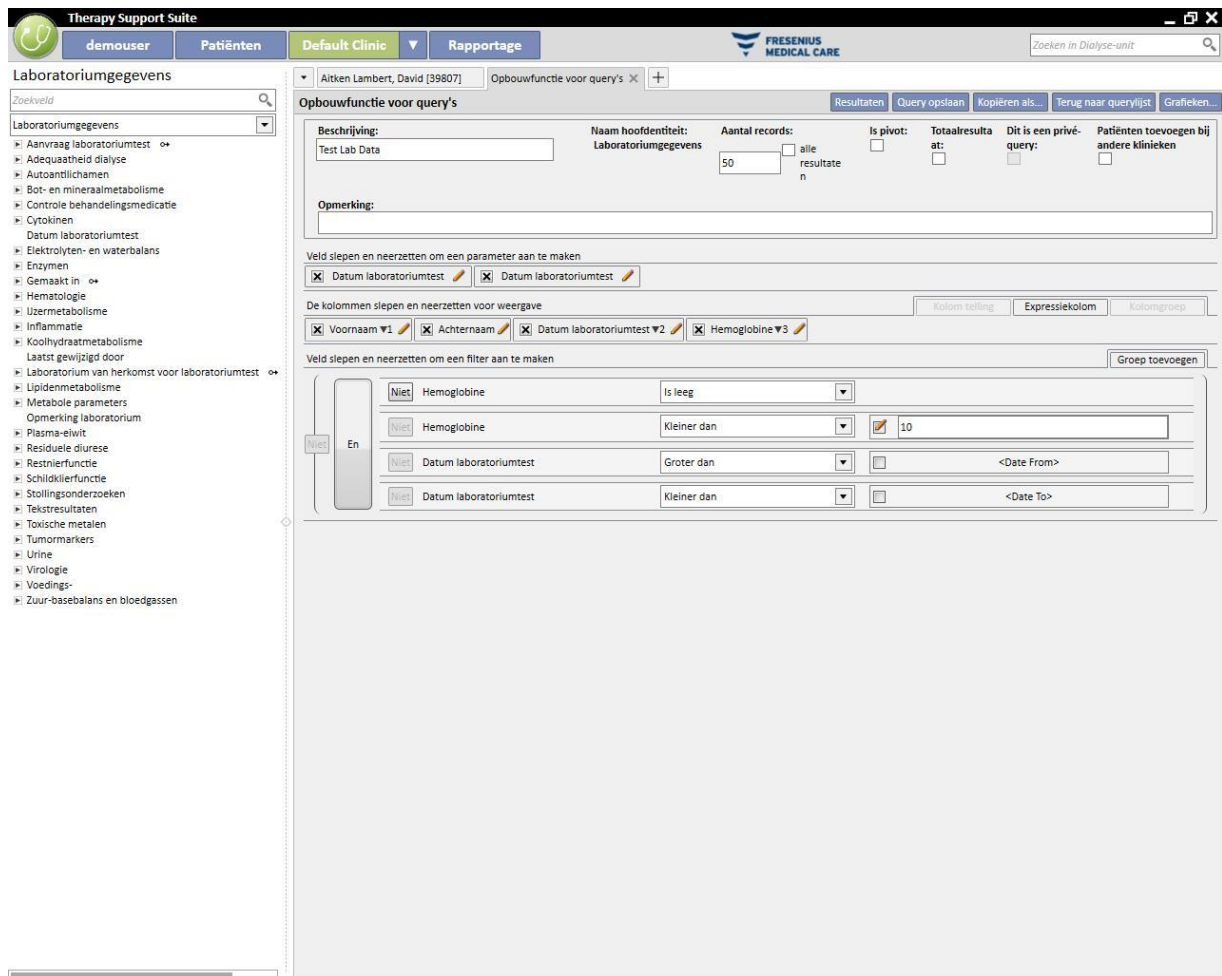 Therapy Support Suite
demouser Patiënten Default Clinic Rapportage FRESENIUS MEDICAL CARE Zoeken in Dialyse-unit
Laboratoriumgegevens
Zoekveld
Laboratoriumgegevens
Aanvraag laboratoriumtest
Adequaatheid dialyse
Autoantilichamen
Bot- en mineraalmetabolisme
Controle behandelingsmedicatie
Cytokinen
Datum laboratoriumtest
Elektrolyten- en waterbalans
Enzymen
Gemaakt in
Hematologie
IJzermetabolisme
Inflammatie
Koolhydraatmetabolisme
Laatst gewijzigd door
Laboratorium van herkomst voor laboratoriumtest
Lipidenmetabolisme
Metabole parameters
Opmerking laboratorium
Plasma-eiwit
Residuele diurese
Restnierfunctie
Schildklierfunctie
Stollingsonderzoeken
Tekstresultaten
Toxische metalen
Tumormarkers
Urine
Virologie
Voedings-
Zuur-basebalans en bloedgassen
Aitken Lambert, David [39807] Opbouwfunctie voor query's
Opbouwfunctie voor query's Resultaten Query opslaan Kopiëren als... Terug naar querylijst Grafieken...
Beschrijving: Naam hoofdentiteit: Aantal records: Is pivot: Totaalresulta Dit is een privé- Patiënten toevoegen bij
Test Lab Data Laboratoriumgegevens alle at: query: andere klinieken
50 resultate
n
Opmerking:
Veld slepen en neerzetten om een parameter aan te maken
Datum laboratoriumtest Datum laboratoriumtest
De kolommen slepen en neerzetten voor weergave Kolom telling Expressiekolom Kolomgroep
Voornaam ▼1 Achternaam Datum laboratoriumtest ▼2 Hemoglobine ▼3
Veld slepen en neerzetten om een filter aan te maken Groep toevoegen
Niet Hemoglobine Is leeg
Niet Hemoglobine Kleiner dan 10
Niet En
Niet Datum laboratoriumtest Groter dan <Date From>
Niet Datum laboratoriumtest Kleiner dan <Date To>